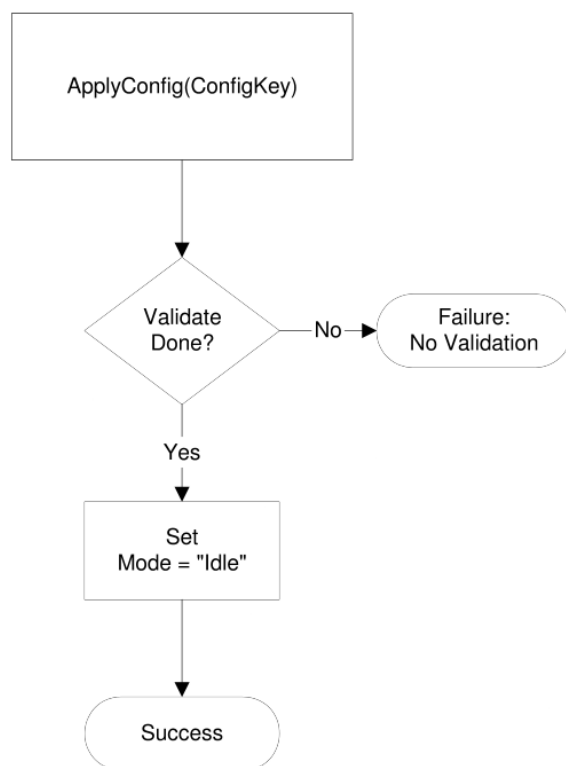 ApplyConfig(ConfigKey)
Validate
Done?
No
Failure:
No Validation
Yes
Set
Mode = "Idle"
Success